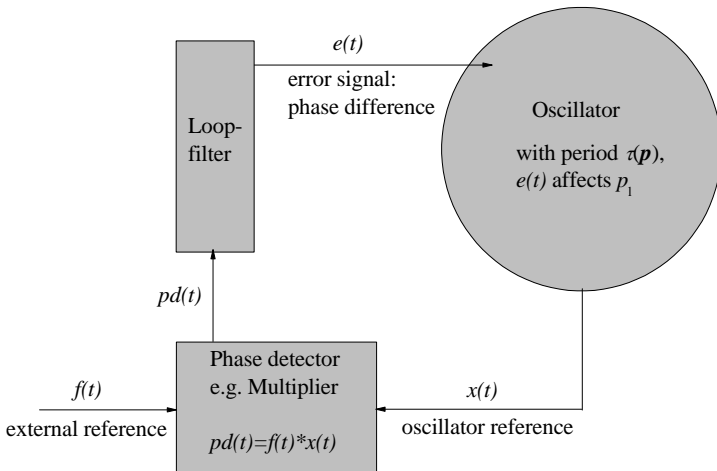 e(t)
error signal:
phase difference
Loop-
filter
Oscillator
with period τ(p),
e(t) affects p₁
pd(t)
Phase detector
e.g. Multiplier
pd(t)=f(t)*x(t)
f(t)
external reference
x(t)
oscillator reference